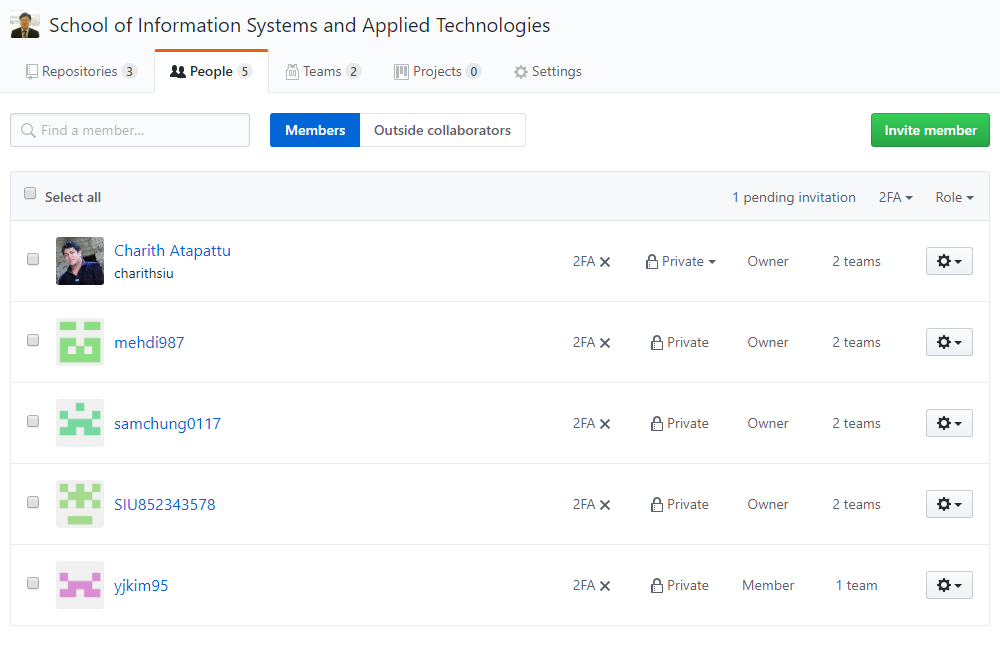 School of Information Systems and Applied Technologies
Repositories 3 People 5 Teams 2 Projects 0 Settings
Find a member... Members Outside collaborators Invite member
Select all 1 pending invitation 2FA Role
Charith Atapattu
charithsiu
2FA Private Owner 2 teams
mehdi987 2FA Private Owner 2 teams
samchung0117 2FA Private Owner 2 teams
SIU852343578 2FA Private Owner 2 teams
yjkim95 2FA Private Member 1 team